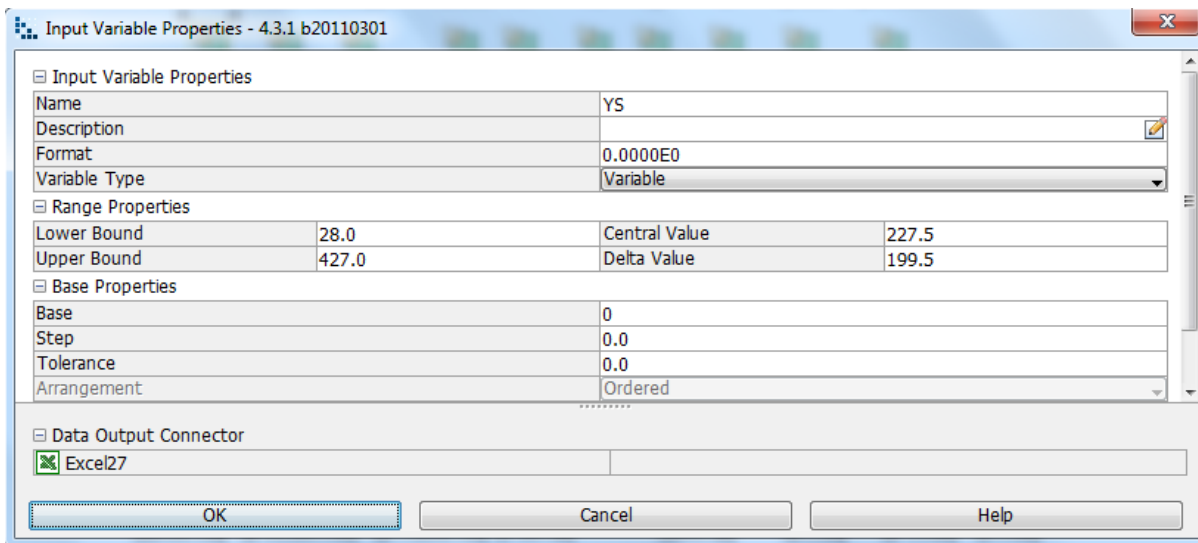 Input Variable Properties - 4.3.1 b20110301
Input Variable Properties
Name YS
Description
Format 0.0000E0
Variable Type Variable
Range Properties
Lower Bound 28.0 Central Value 227.5
Upper Bound 427.0 Delta Value 199.5
Base Properties
Base 0
Step 0.0
Tolerance 0.0
Arrangement Ordered
Data Output Connector
Excel27
OK Cancel Help